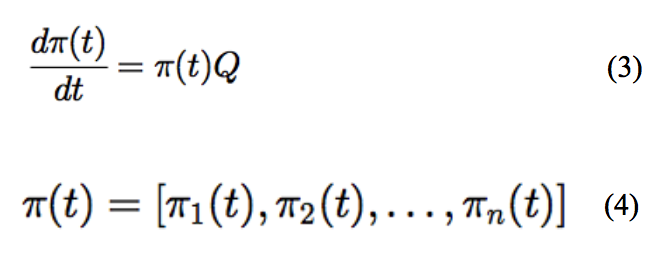 dπ(t)/dt = π(t)Q (3)
π(t) = [π₁(t), π₂(t), . . . , πₙ(t)] (4)